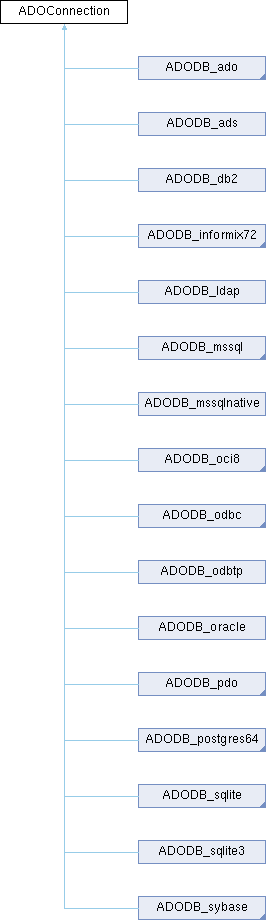 ADOConnection
ADODB_ado
ADODB_ads
ADODB_db2
ADODB_informix72
ADODB_ldap
ADODB_mssql
ADODB_mssqlnative
ADODB_oci8
ADODB_odbc
ADODB_odbtp
ADODB_oracle
ADODB_pdo
ADODB_postgres64
ADODB_sqlite
ADODB_sqlite3
ADODB_sybase